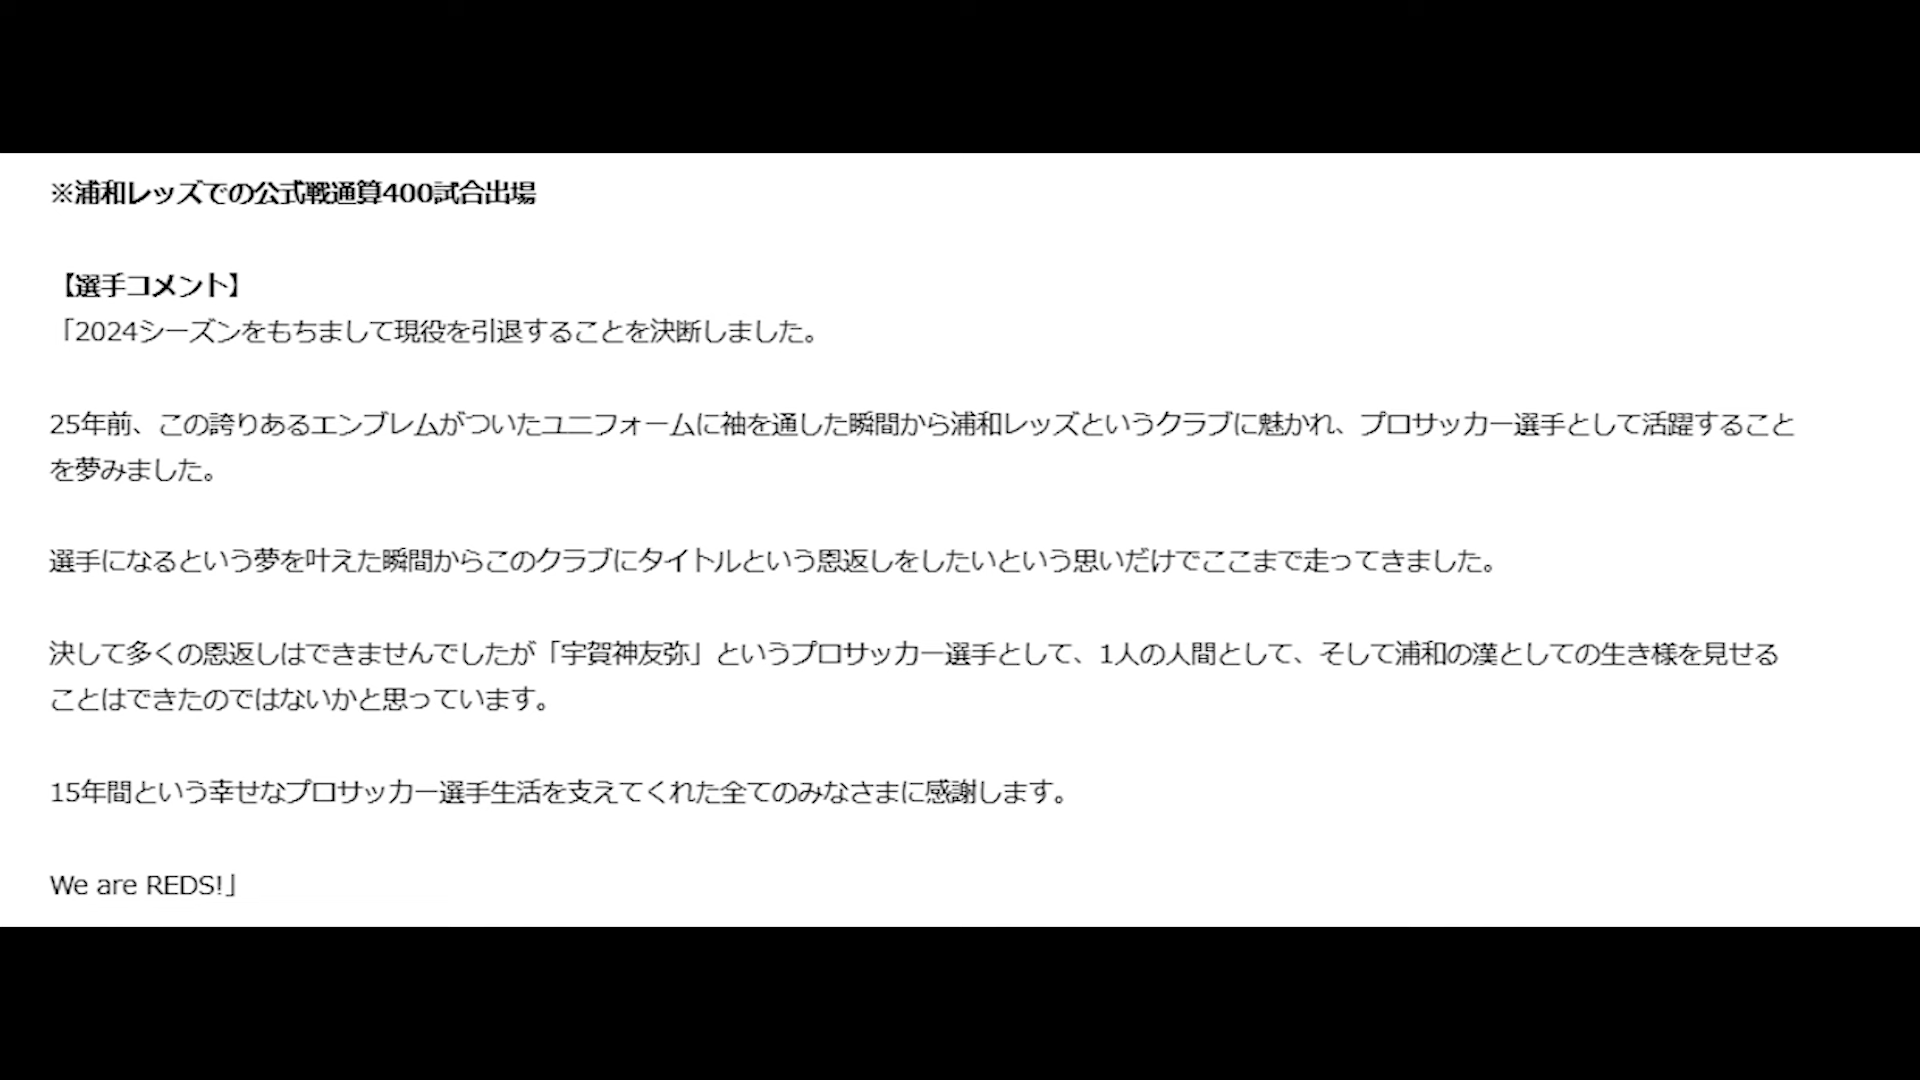 ※浦和レッズでの公式戦通算400試合出場
【選手コメント】
「2024シーズンをもちまして現役を引退することを決断しました。
25年前、この誇りあるエンブレムがついたユニフォームに袖を通した瞬間から浦和レッズというクラブに魅かれ、プロサッカー選手として活躍すること
を夢みました。
選手になるという夢を叶えた瞬間からこのクラブにタイトルという恩返しをしたいという思いだけでここまで走ってきました。
決して多くの恩返しはできませんでしたが「宇賀神友弥」というプロサッカー選手として、1人の人間として、そして浦和の漢としての生き様を見せる
ことはできたのではないかと思っています。
15年間という幸せなプロサッカー選手生活を支えてくれた全てのみなさまに感謝します。
We are REDS!」